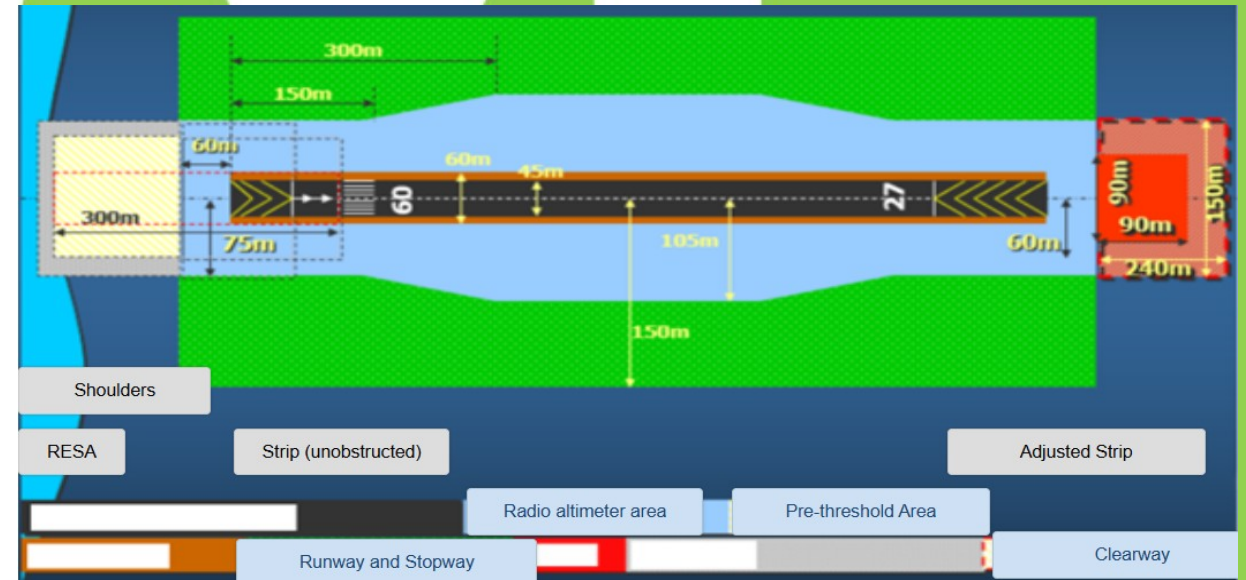 300m
150m
60m
60m
45m
09
27
90m
150m
300m
75m
105m
60m
90m
240m
150m
Shoulders
RESA
Strip (unobstructed)
Adjusted Strip
Radio altimeter area
Pre-threshold Area
Runway and Stopway
Clearway